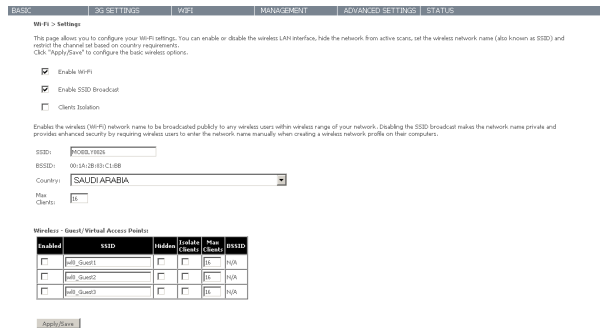 BASIC 3G SETTINGS WIFI MANAGEMENT ADVANCED SETTINGS STATUS
Wi-Fi > Settings
This page allows you to configure your Wi-Fi settings. You can enable or disable the wireless LAN interface, hide the network from active scans, set the wireless network name (also known as SSID) and
restrict the channel set based on country requirements.
Click "Apply/Save" to configure the basic wireless options.
Enable Wi-Fi
Enable SSID Broadcast
Clients Isolation
Enables the wireless (Wi-Fi) network name to be broadcasted publicly to any wireless users within wireless range of your network. Disabling the SSID broadcast makes the network name private and
provides enhanced security by requiring wireless users to enter the network name manually when creating a wireless network profile on their computers.
SSID: MOBILY0026
BSSID: 00:1A:2B:03:C1:BB
Country: SAUDI ARABIA
Max
Clients: 16
Wireless - Guest/Virtual Access Points:
Enabled SSID Hidden Isolate Clients Max Clients BSSID
wl0_Guest1 16 N/A
wl0_Guest2 16 N/A
wl0_Guest3 16 N/A
Apply/Save